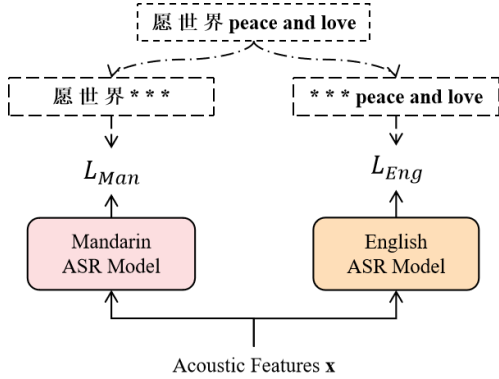 愿 世 界 peace and love
愿 世 界 * * *
* * * peace and love
L_Man
L_Eng
Mandarin
ASR Model
English
ASR Model
Acoustic Features x